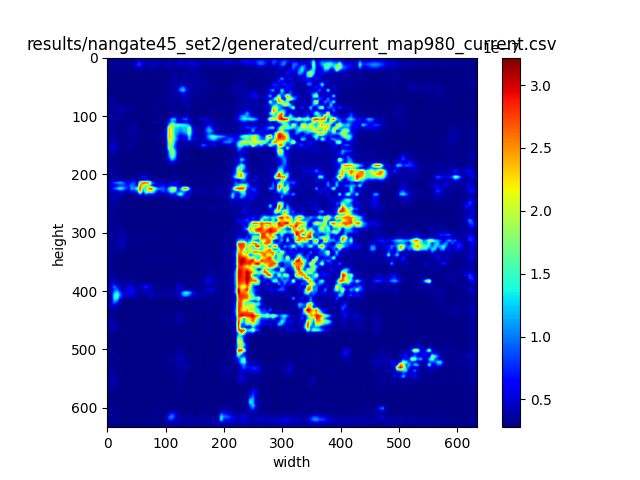 results/nangate45_set2/generated/current_map980_current.csv
1e−7
0
100
200
300
400
500
600
height
0 100 200 300 400 500 600
width
3.0
2.5
2.0
1.5
1.0
0.5